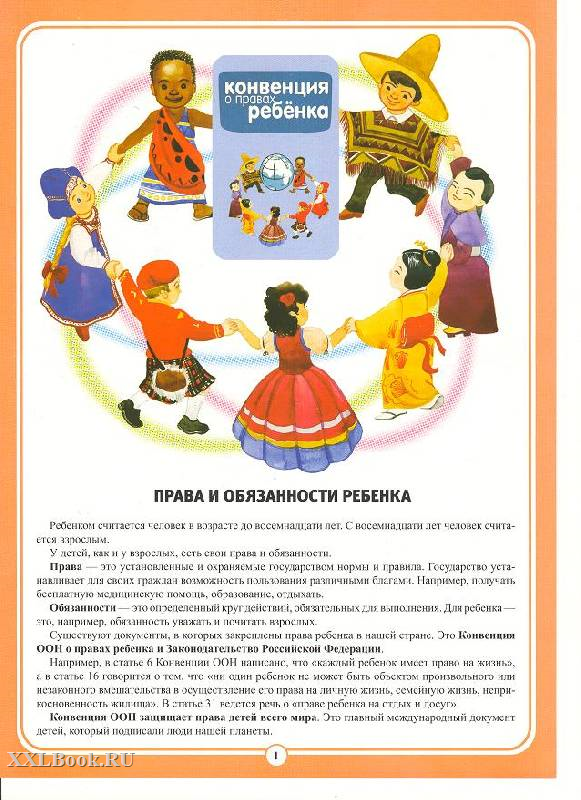 КОНВЕНЦИЯ
о правах
ребёнка
ПРАВА И ОБЯЗАННОСТИ РЕБЕНКА
Ребенком считается человек в возрасте до восемнадцати лет. С восемнадцати лет человек счита-
ется взрослым.
У детей, как и у взрослых, есть свои права и обязанности.
Права — это установленные и охраняемые государством нормы и правила. Государство уста-
навливает для своих граждан возможность пользования различными благами. Например, получать
бесплатную медицинскую помощь, образование, отдыхать.
Обязанности — это определенный круг действий, обязательных для выполнения. Для ребенка —
это, например, обязанность уважать и почитать взрослых.
Существуют документы, в которых закреплены права ребенка в нашей стране. Это Конвенция
ООН о правах ребенка и Законодательство Российской Федерации.
Например, в статье 6 Конвенции ООН написано, что «каждый ребенок имеет право на жизнь»,
а в статье 16 говорится о том, что «ни один ребенок не может быть объектом произвольного или
незаконного вмешательства в осуществление его права на личную жизнь, семейную жизнь, непри-
косновенность жилища». В статье 3 ведется речь о «праве ребенка на отдых и досуг».
Конвенция ООН защищает права детей всего мира. Это главный международный документ
детей, который подписали люди нашей планеты.
1
XXLBook.RU